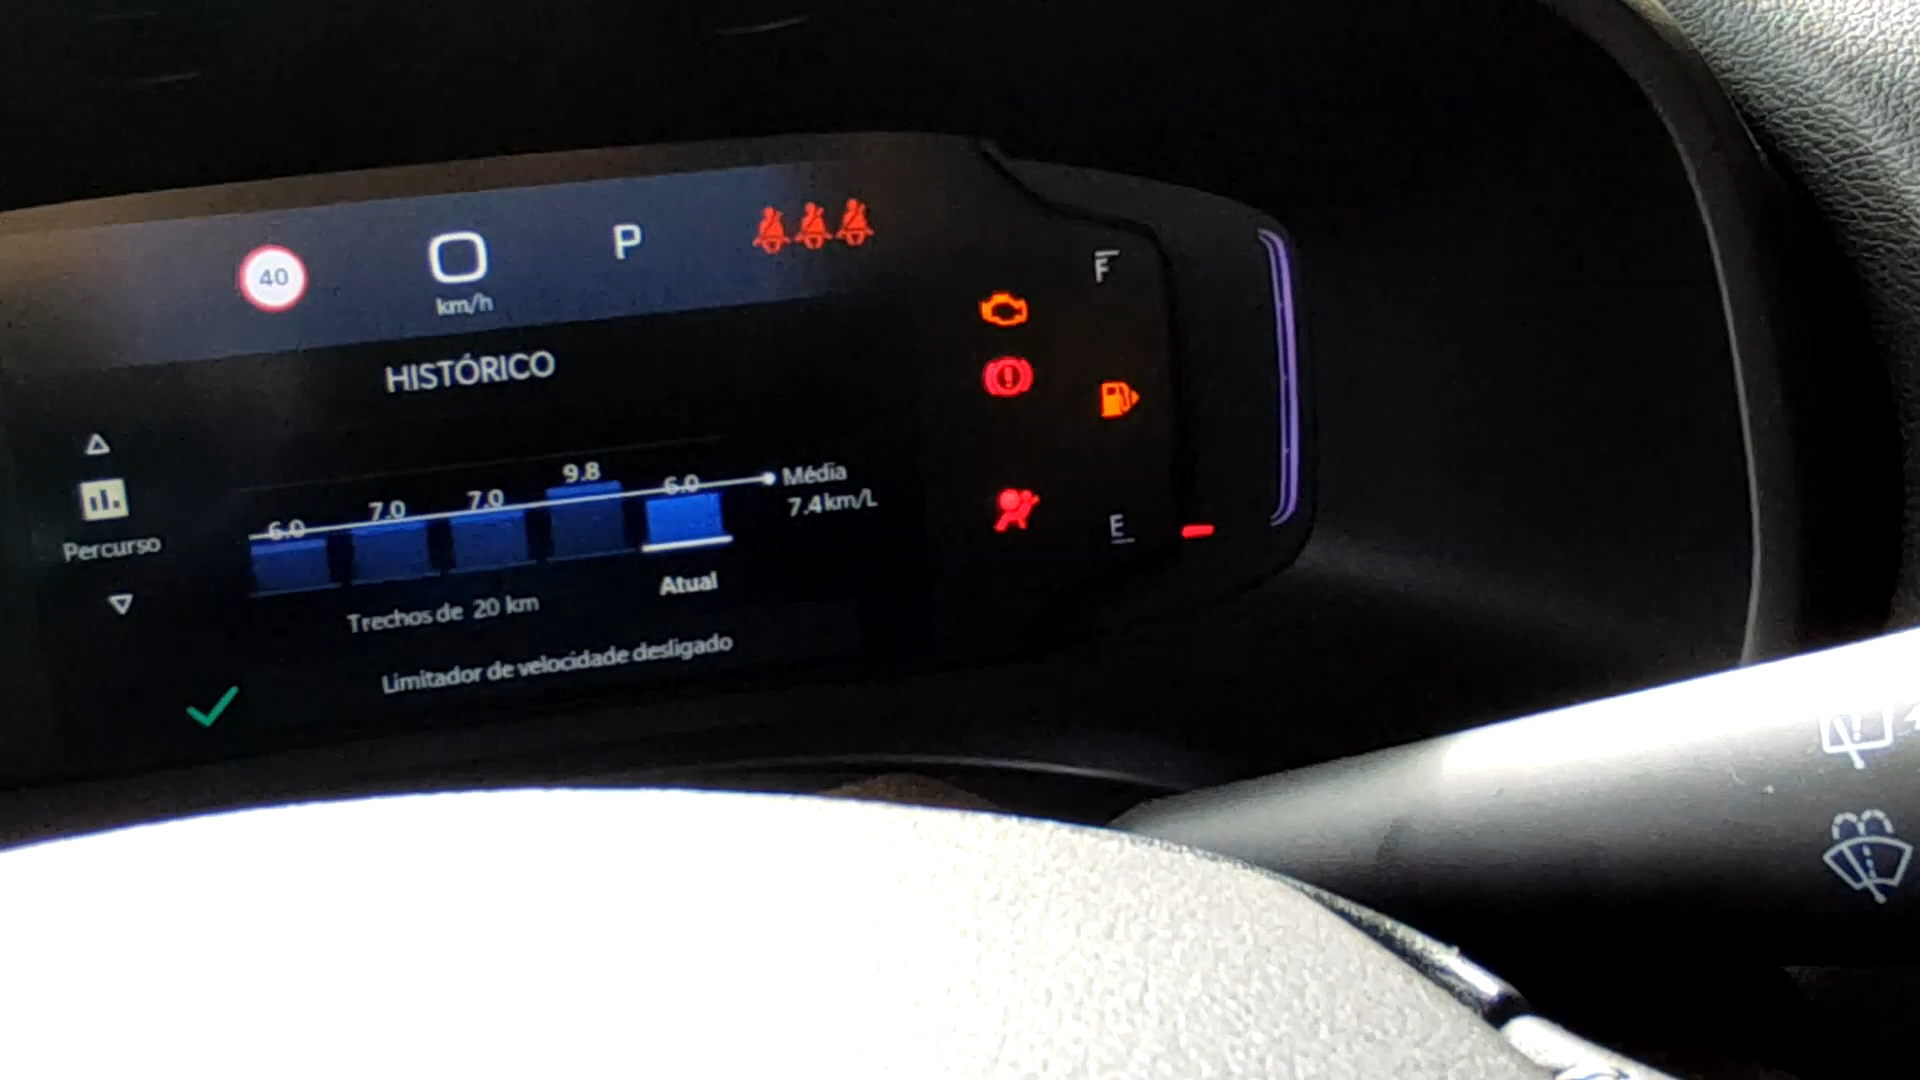 40
0
km/h
P
HISTÓRICO
F
6.0 7.0 7.0 9.8 6.0
Média
7.4km/L
Percurso
E
Atual
Trechos de 20 km
Limitador de velocidade desligado